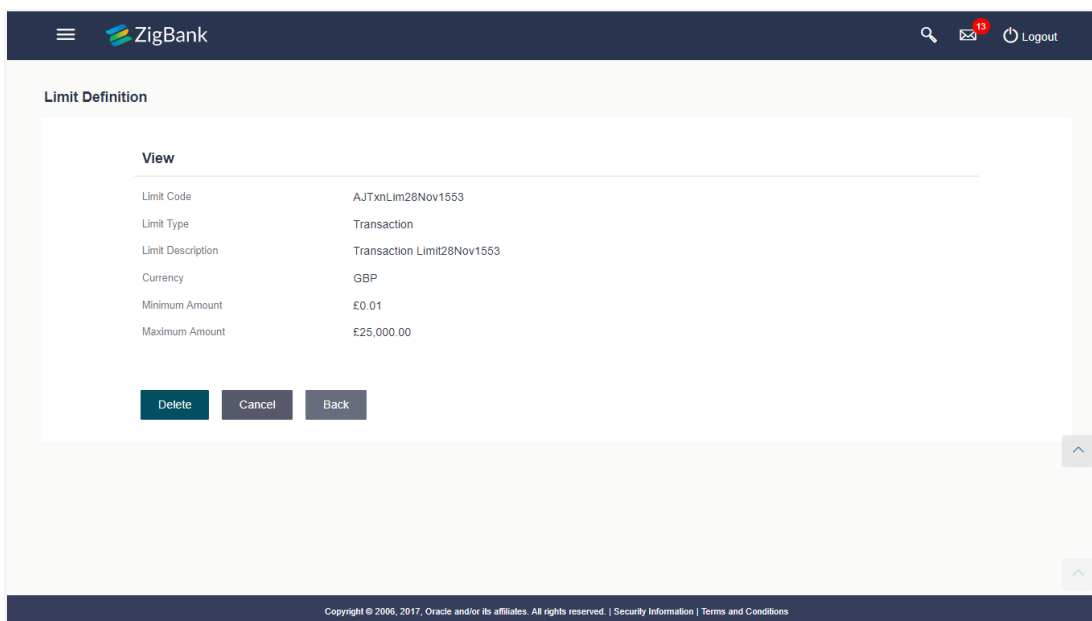 ZigBank
13
Logout
Limit Definition
View
Limit Code AJTxnLim28Nov1553
Limit Type Transaction
Limit Description Transaction Limit28Nov1553
Currency GBP
Minimum Amount £0.01
Maximum Amount £25,000.00
Delete Cancel Back
Copyright © 2006, 2017, Oracle and/or its affiliates. All rights reserved. | Security Information | Terms and Conditions